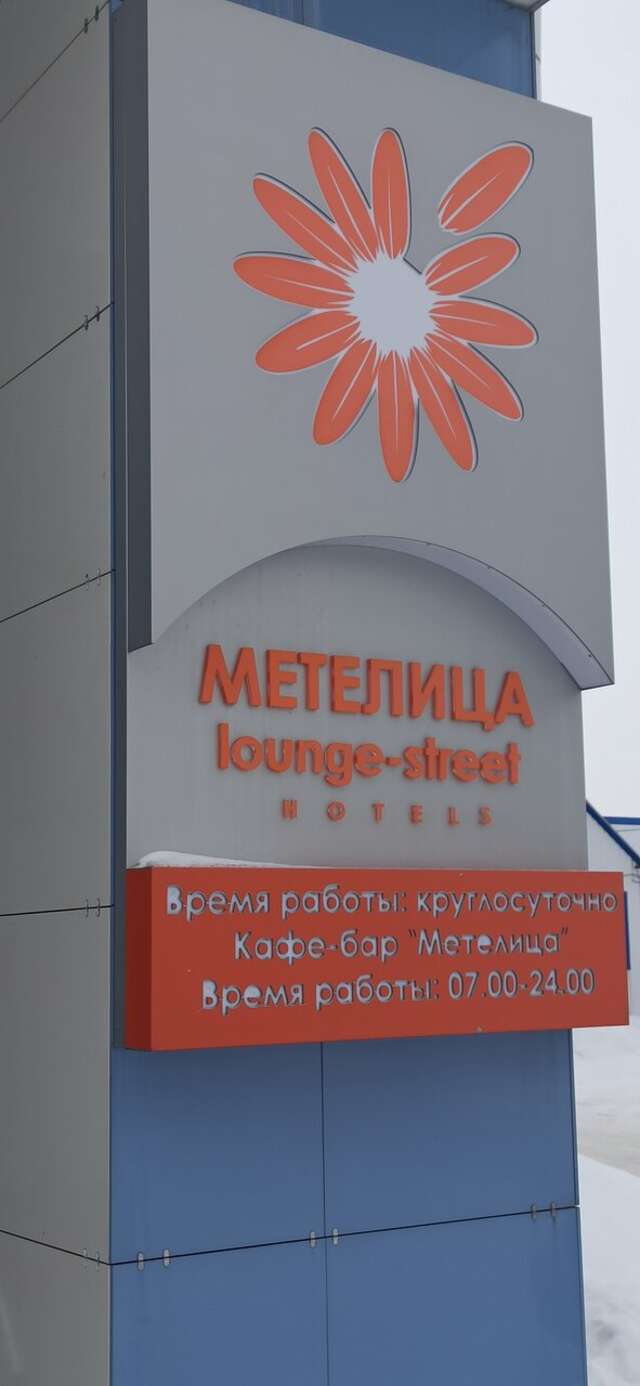 МЕТЕЛИЦА
lounge-street
HOTELS
Время работы: круглосуточно
Кафе-бар "Метелица"
Время работы: 07.00-24.00